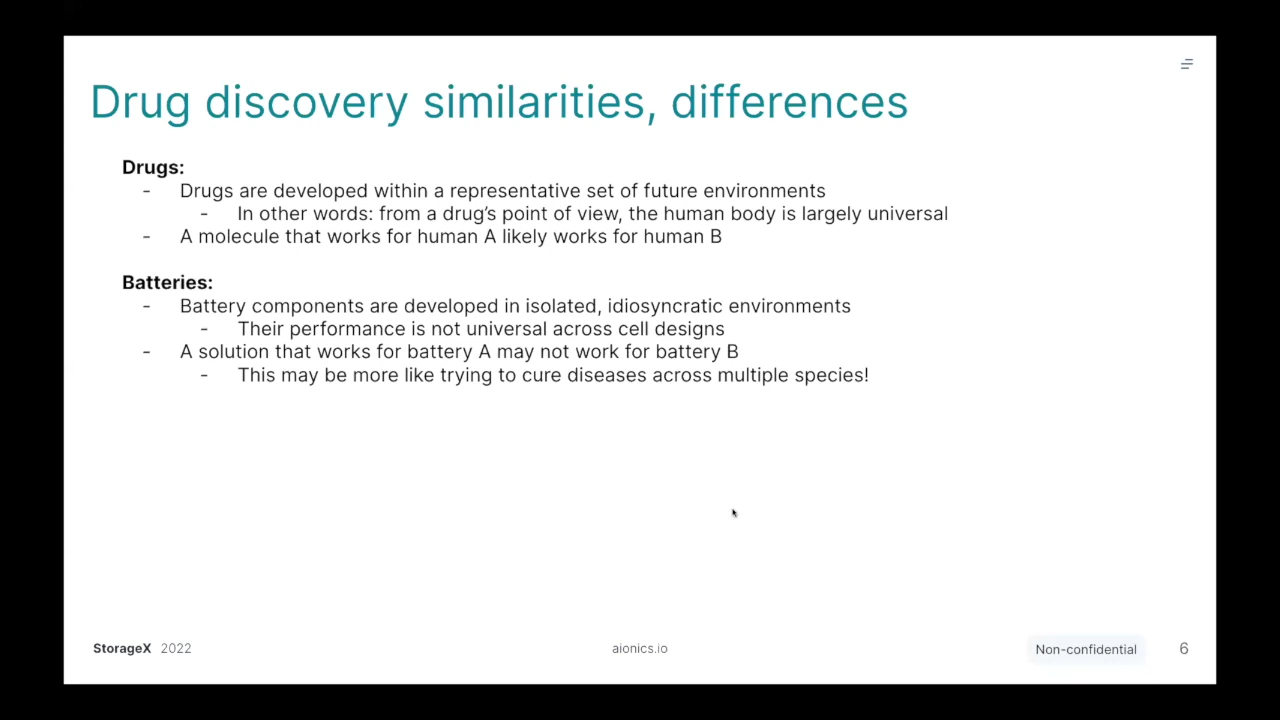 Drug discovery similarities, differences
Drugs:
- Drugs are developed within a representative set of future environments
- In other words: from a drug’s point of view, the human body is largely universal
- A molecule that works for human A likely works for human B
Batteries:
- Battery components are developed in isolated, idiosyncratic environments
- Their performance is not universal across cell designs
- A solution that works for battery A may not work for battery B
- This may be more like trying to cure diseases across multiple species!
StorageX 2022
aionics.io
Non-confidential
6